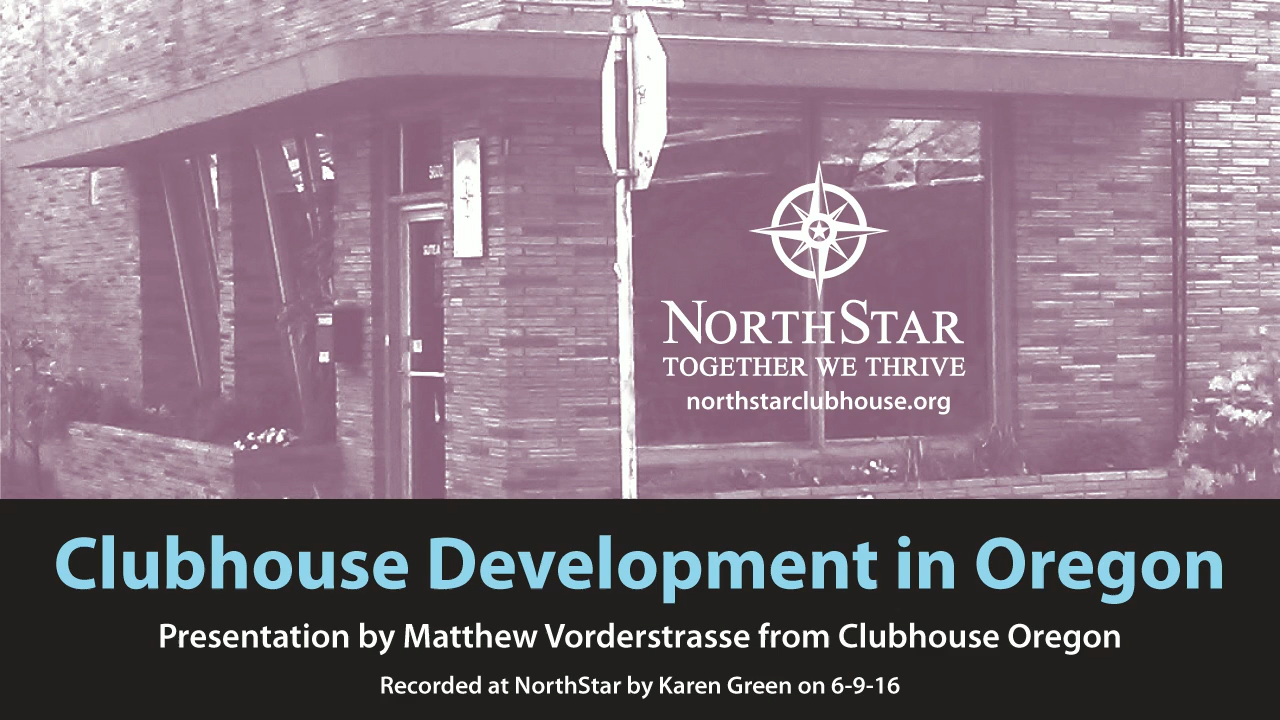 NORTHSTAR
TOGETHER WE THRIVE
northstarclubhouse.org
Clubhouse Development in Oregon
Presentation by Matthew Vorderstrasse from Clubhouse Oregon
Recorded at NorthStar by Karen Green on 6-9-16